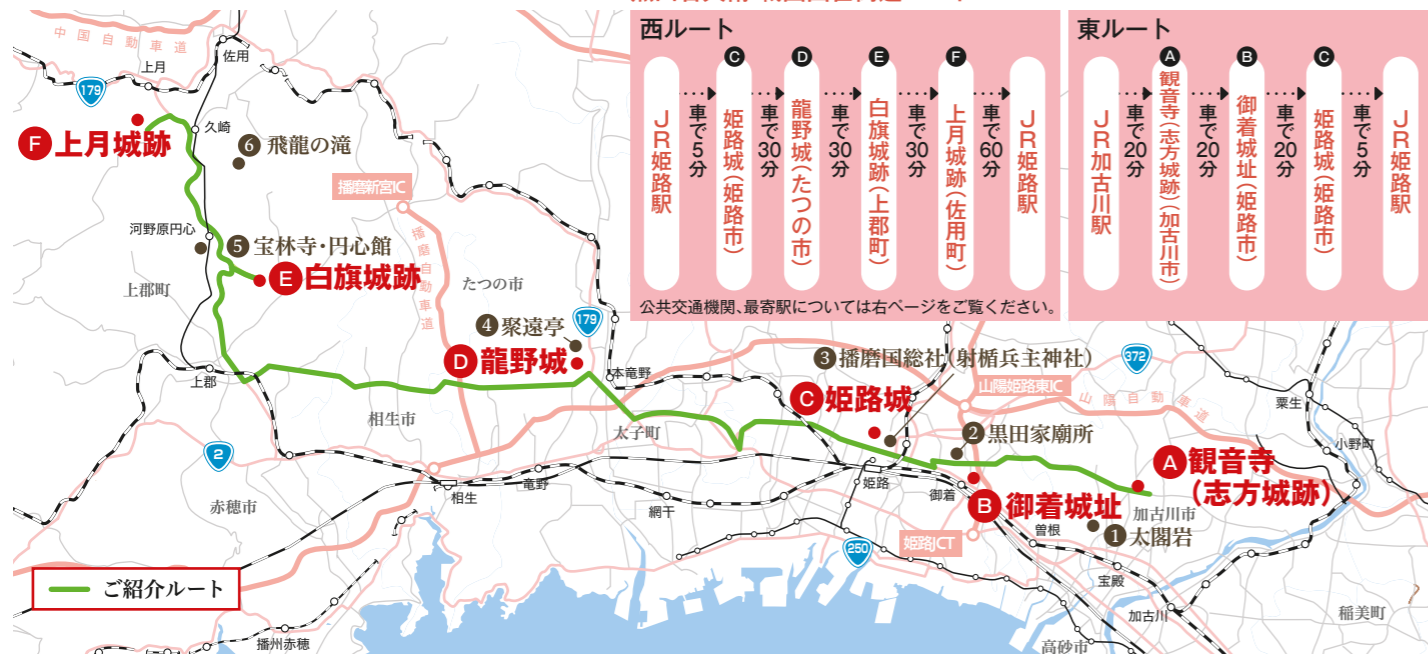 西ルート
JR姫路駅
車で5分
C
姫路城(姫路市)
車で30分
D
龍野城(たつの市)
車で30分
E
白旗城跡(上郡町)
車で30分
F
上月城跡(佐用町)
車で60分
JR姫路駅
公共交通機関、最寄駅については右ページをご覧ください。
東ルート
JR加古川駅
車で20分
A
観音寺(志方城跡)(加古川市)
車で20分
B
御着城址(姫路市)
車で20分
C
姫路城(姫路市)
車で5分
JR姫路駅
中国自動車道
佐用
上月
179
F 上月城跡
久崎
6 飛龍の滝
播磨新宮IC
河野原円心
5 宝林寺・円心館
播磨自動車道
E 白旗城跡
上郡町
たつの市
179
4 聚遠亭
D 龍野城
本竜野
上郡
相生市
太子町
3 播磨国総社(射楯兵主神社)
372
山陽姫路東IC
山陽自動車道
C 姫路城
粟生
小野町
2 黒田家廟所
A 観音寺
(志方城跡)
2
赤穂市
相生
竜野
網干
姫路
御着
B 御着城址
加古川市
1 太閤岩
曽根
姫路JCT
250
宝殿
加古川
稲美町
高砂市
播州赤穂
ご紹介ルート